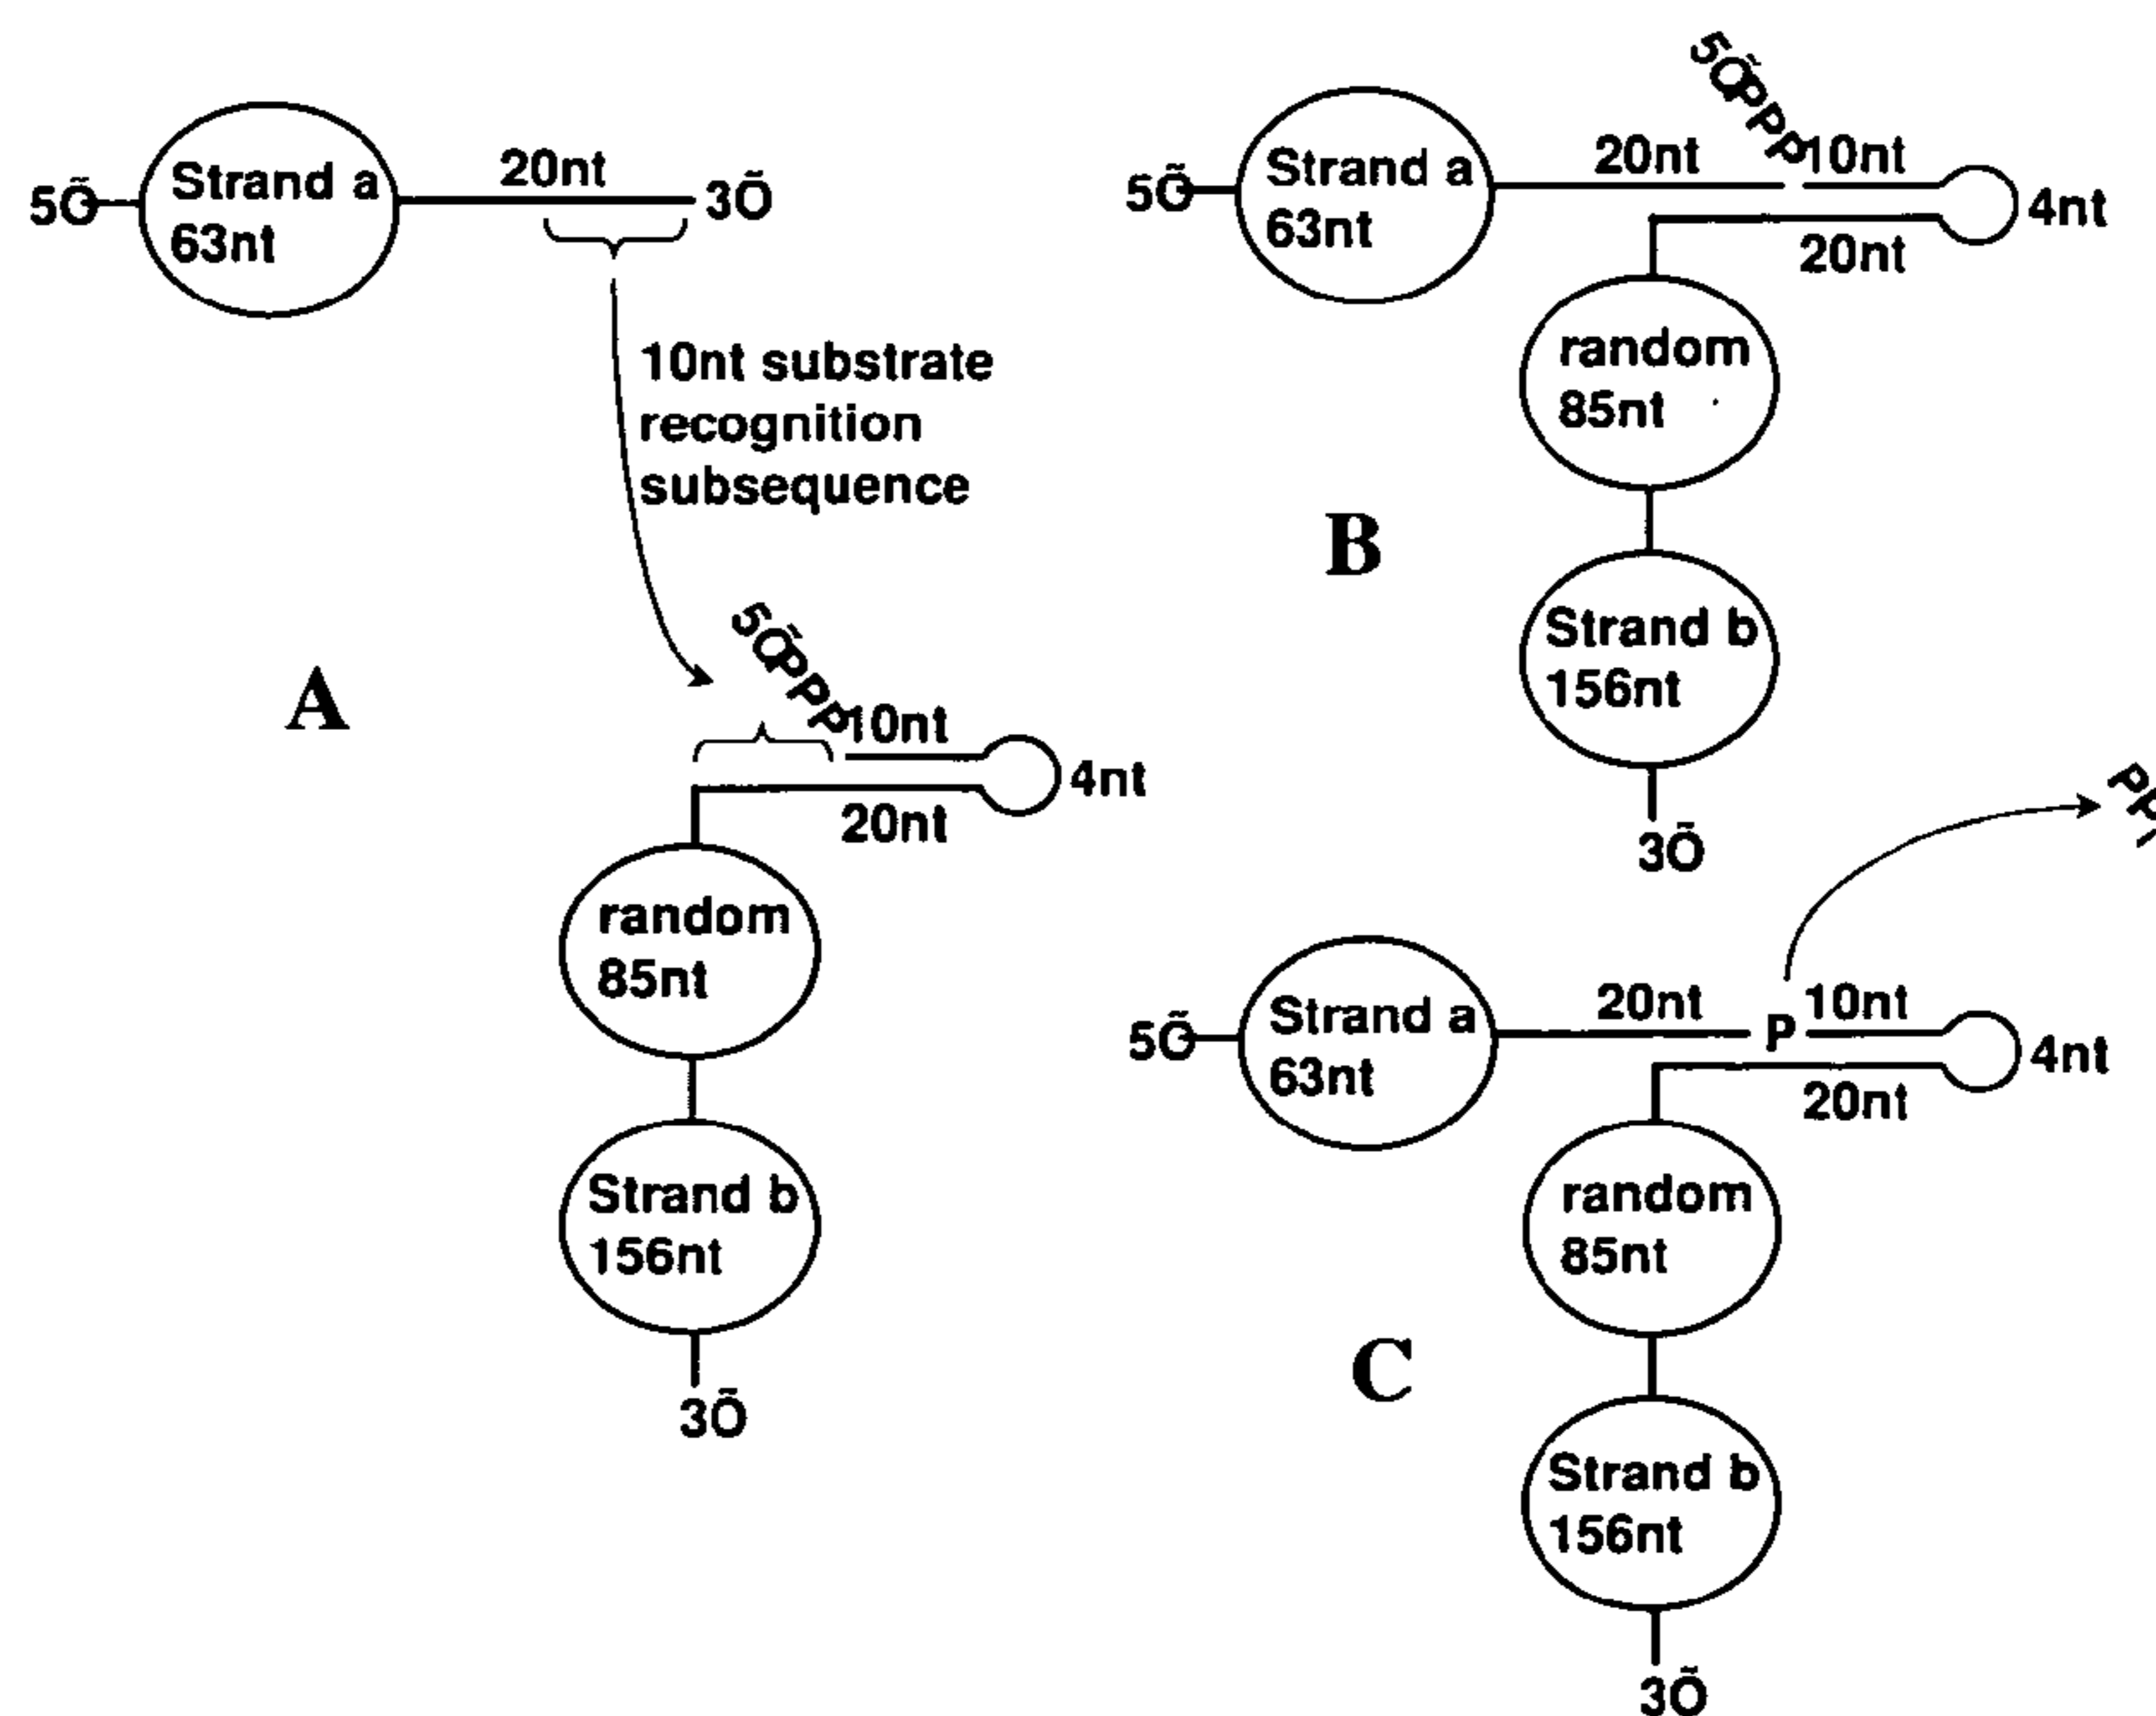 Strand a
63nt
5Õ
20nt
3Õ
10nt substrate
recognition
subsequence
A
5ÕPPP
10nt
4nt
20nt
random
85nt
Strand b
156nt
3Õ
5ÕPPP
Strand a
63nt
5Õ
20nt
10nt
4nt
20nt
random
85nt
B
Strand b
156nt
3Õ
Strand a
63nt
5Õ
20nt
P
10nt
4nt
20nt
random
85nt
C
Strand b
156nt
3Õ